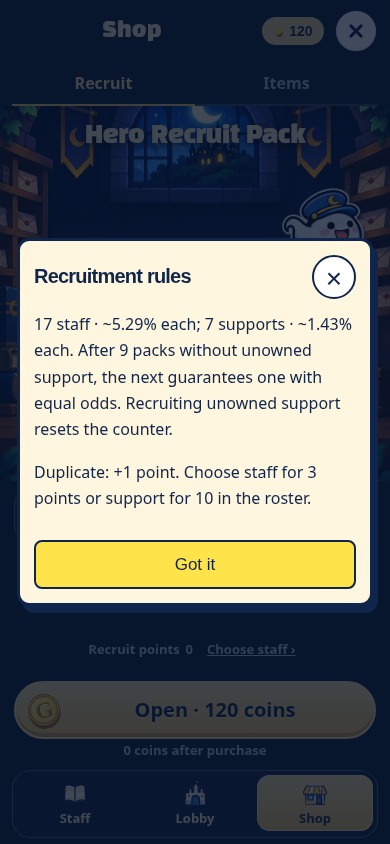 Shop
120
Recruit
Items
Hero Recruit Pack
Recruitment rules
17 staff · ~5.29% each; 7 supports · ~1.43%
each. After 9 packs without unowned
support, the next guarantees one with
equal odds. Recruiting unowned support
resets the counter.
Duplicate: +1 point. Choose staff for 3
points or support for 10 in the roster.
Got it
Recruit points 0 Choose staff ›
G
Open · 120 coins
0 coins after purchase
Staff
Lobby
Shop